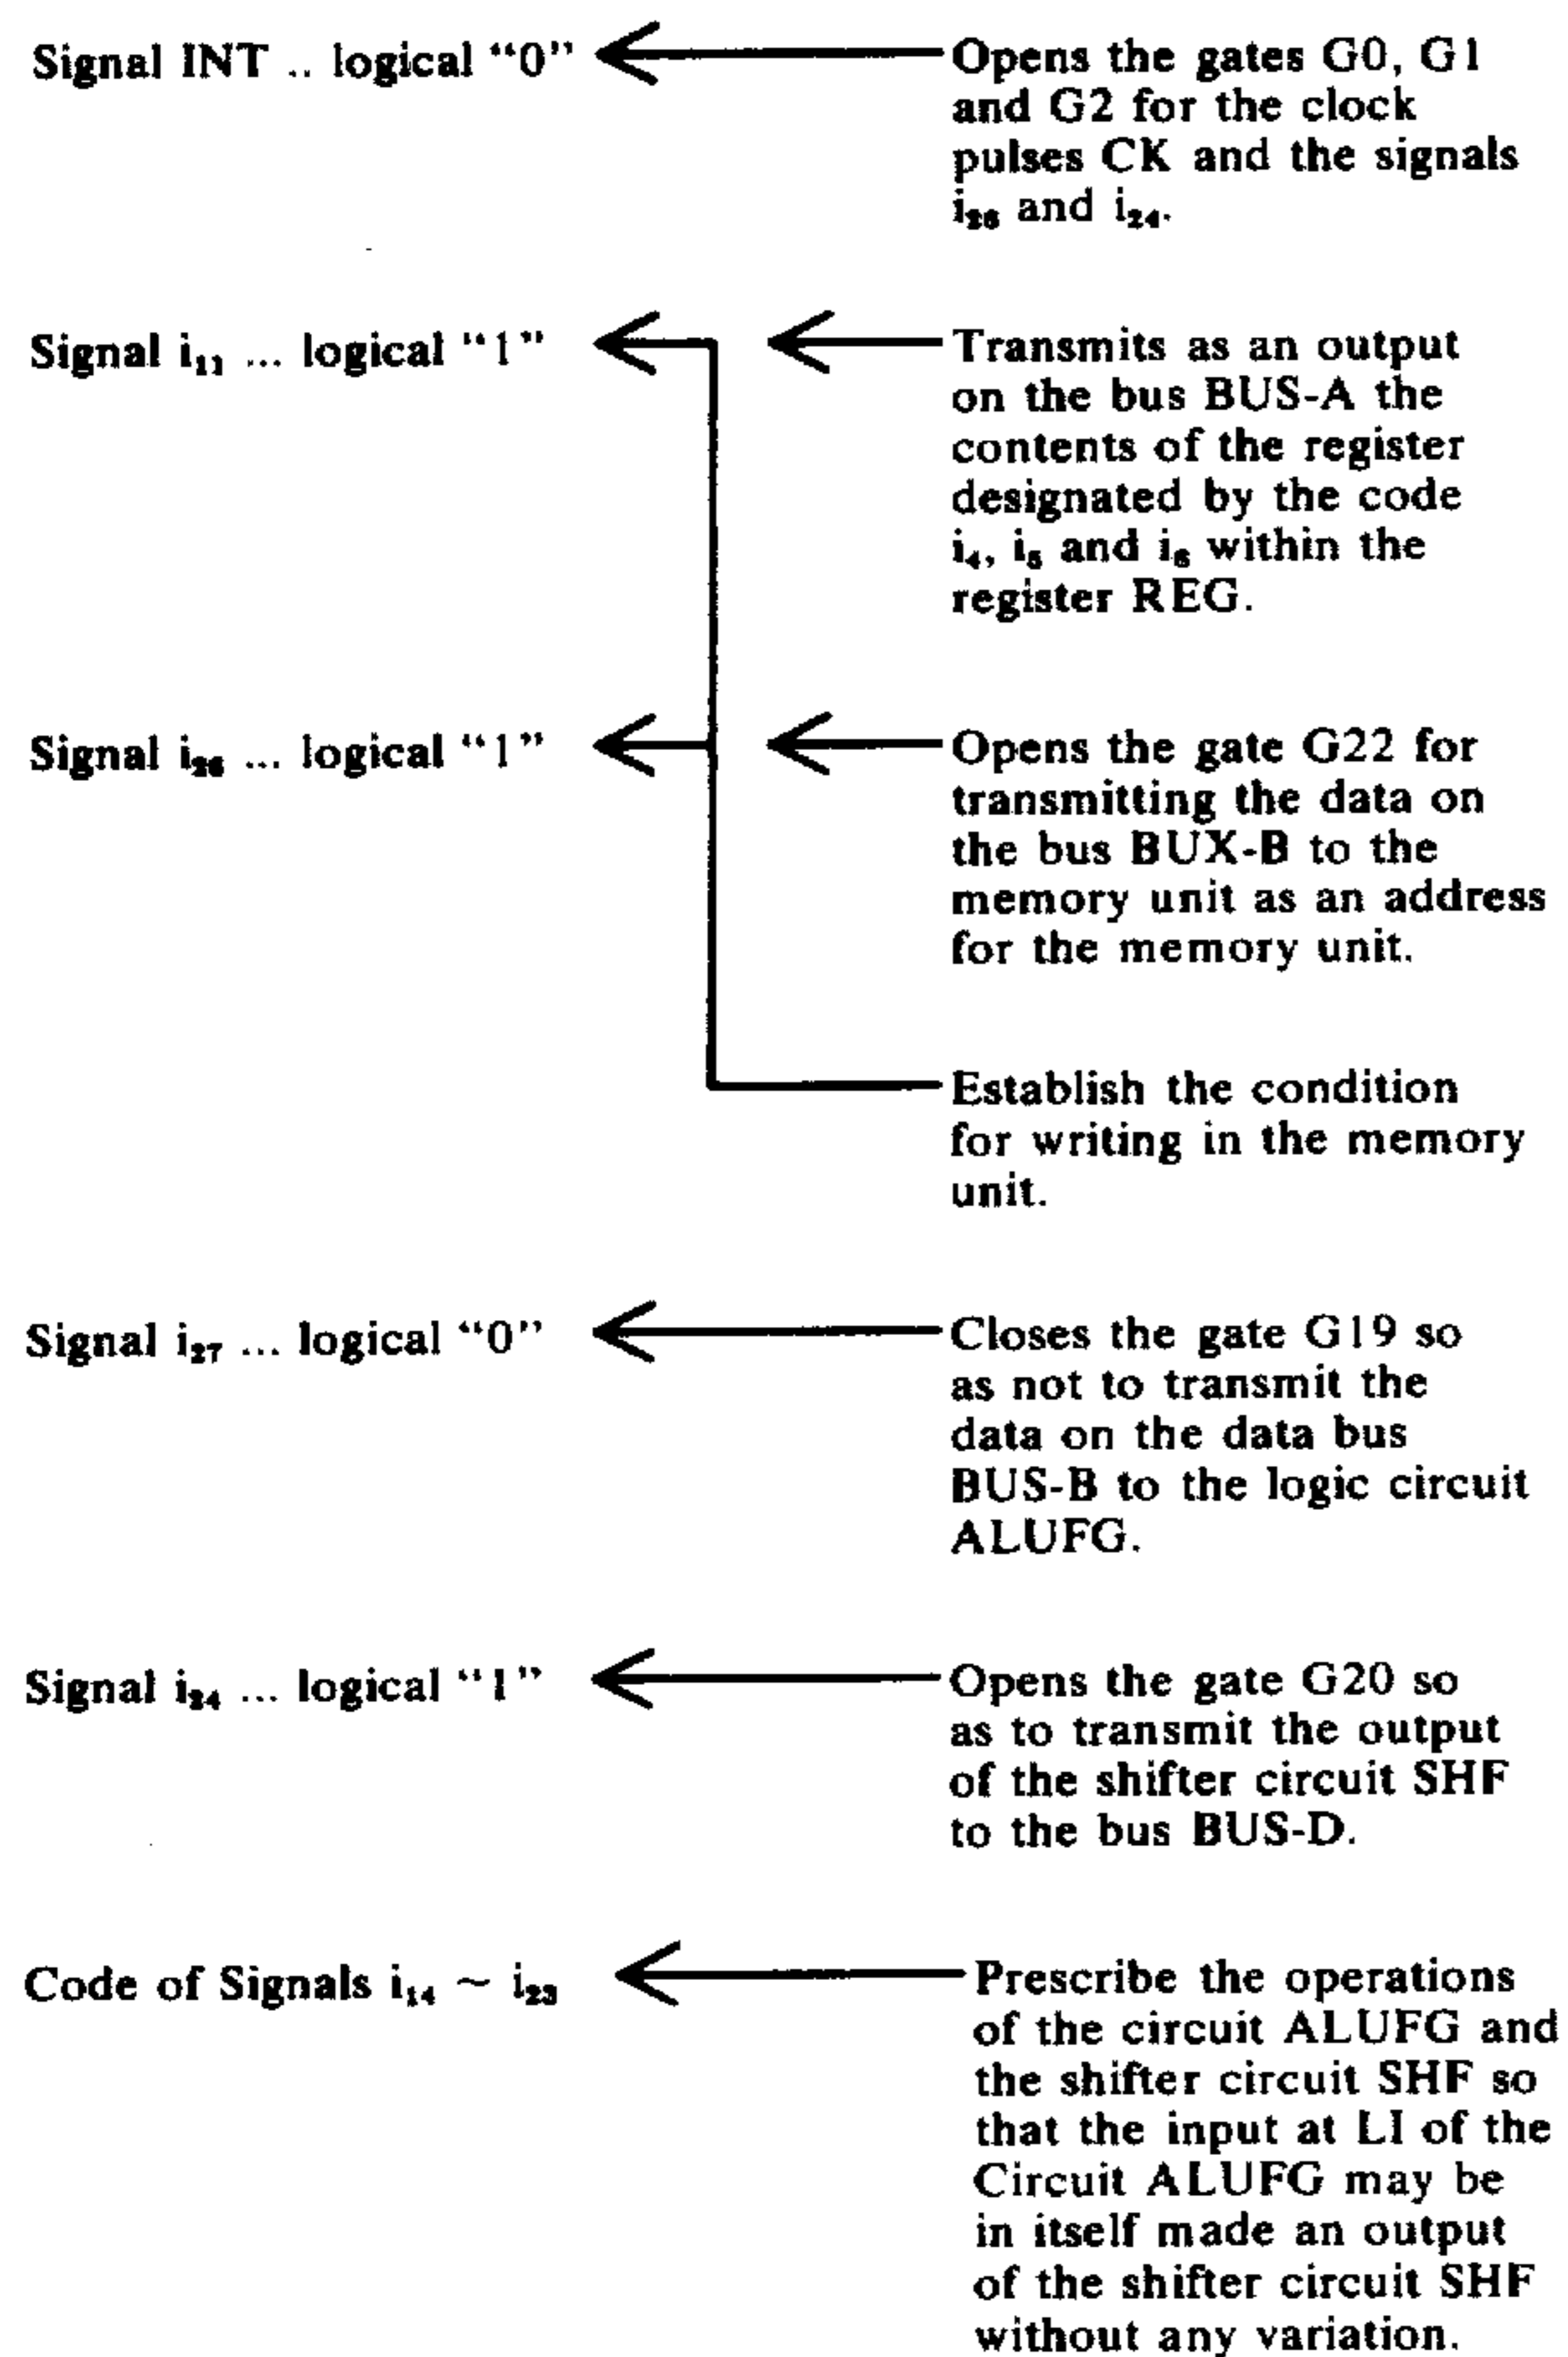 Signal INT .. logical “0”
Opens the gates G0, G1
and G2 for the clock
pulses CK and the signals
i₂₆ and i₂₄.
Signal i₁₁ ... logical “1”
Transmits as an output
on the bus BUS-A the
contents of the register
designated by the code
i₄, i₅ and i₆ within the
register REG.
Signal i₂₆ ... logical “1”
Opens the gate G22 for
transmitting the data on
the bus BUX-B to the
memory unit as an address
for the memory unit.
Establish the condition
for writing in the memory
unit.
Signal i₂₇ ... logical “0”
Closes the gate G19 so
as not to transmit the
data on the data bus
BUS-B to the logic circuit
ALUFG.
Signal i₂₄ ... logical “1”
Opens the gate G20 so
as to transmit the output
of the shifter circuit SHF
to the bus BUS-D.
Code of Signals i₁₄ ~ i₂₃
Prescribe the operations
of the circuit ALUFG and
the shifter circuit SHF so
that the input at LI of the
Circuit ALUFG may be
in itself made an output
of the shifter circuit SHF
without any variation.